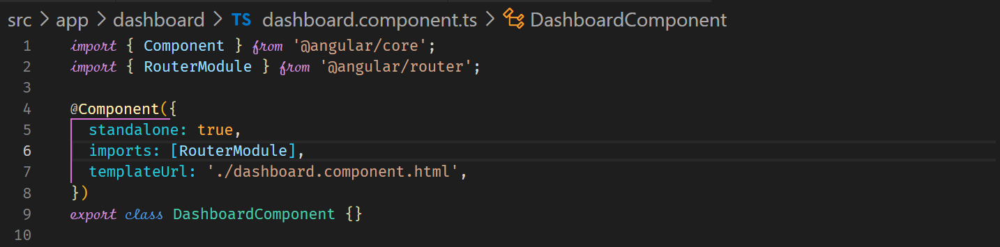 src > app > dashboard > TS dashboard.component.ts > DashboardComponent
1 import { Component } from '@angular/core';
2 import { RouterModule } from '@angular/router';
3
4 @Component({
5   standalone: true,
6   imports: [RouterModule],
7   templateUrl: './dashboard.component.html',
8 })
9 export class DashboardComponent {}
10